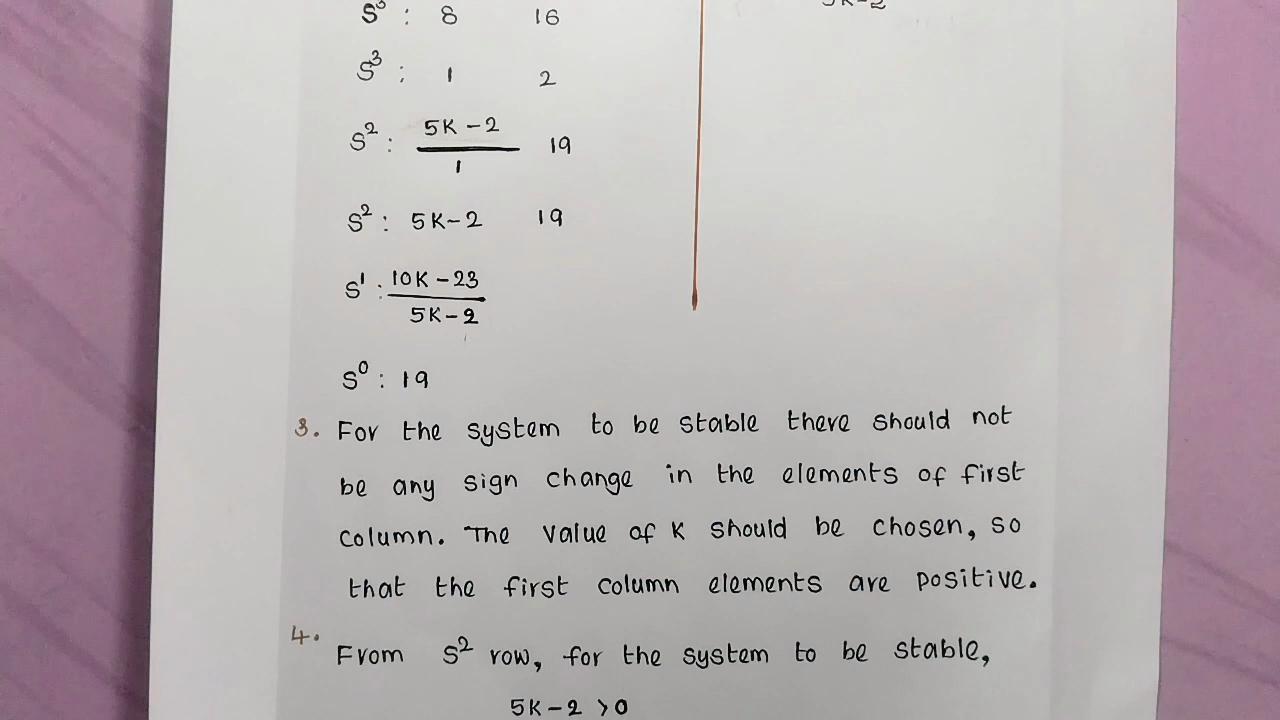 S³ : 8 16
5K-2
S³ : 1 2
S² : 5K-2 / 1 19
S² : 5K-2 19
S¹ : 10K-23 / 5K-2
S⁰ : 19
3. For the system to be stable there should not
be any sign change in the elements of first
column. The value of K should be chosen, so
that the first column elements are positive.
4.
From S² row, for the system to be stable,
5K-2 >0